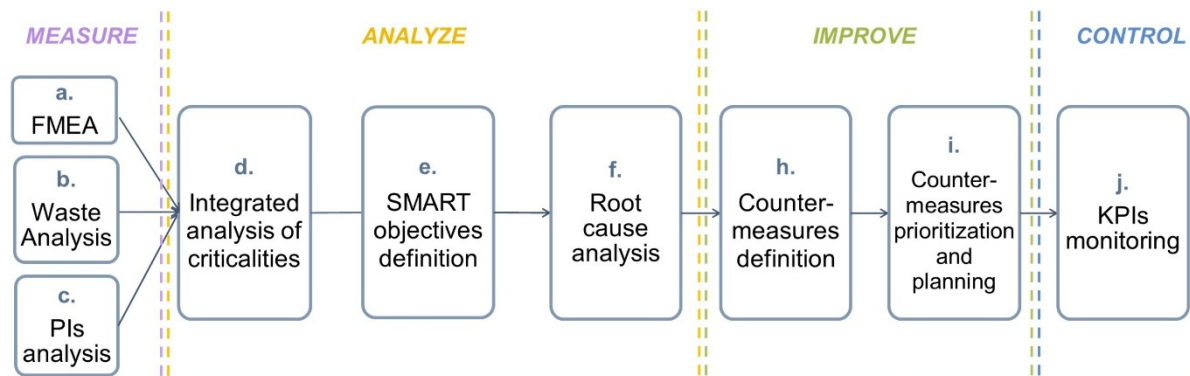 MEASURE
ANALYZE
IMPROVE
CONTROL
a.
FMEA
b.
Waste
Analysis
c.
PIs
analysis
d.
Integrated
analysis of
criticalities
e.
SMART
objectives
definition
f.
Root
cause
analysis
h.
Counter-
measures
definition
i.
Counter-
measures
prioritization
and
planning
j.
KPIs
monitoring